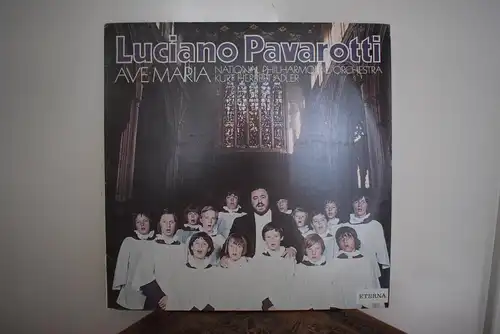 Luciano Pavarotti
AVE MARIA NATIONAL PHILHARMONIC ORCHESTRA
KURT HERBERT ADLER
ETERNA